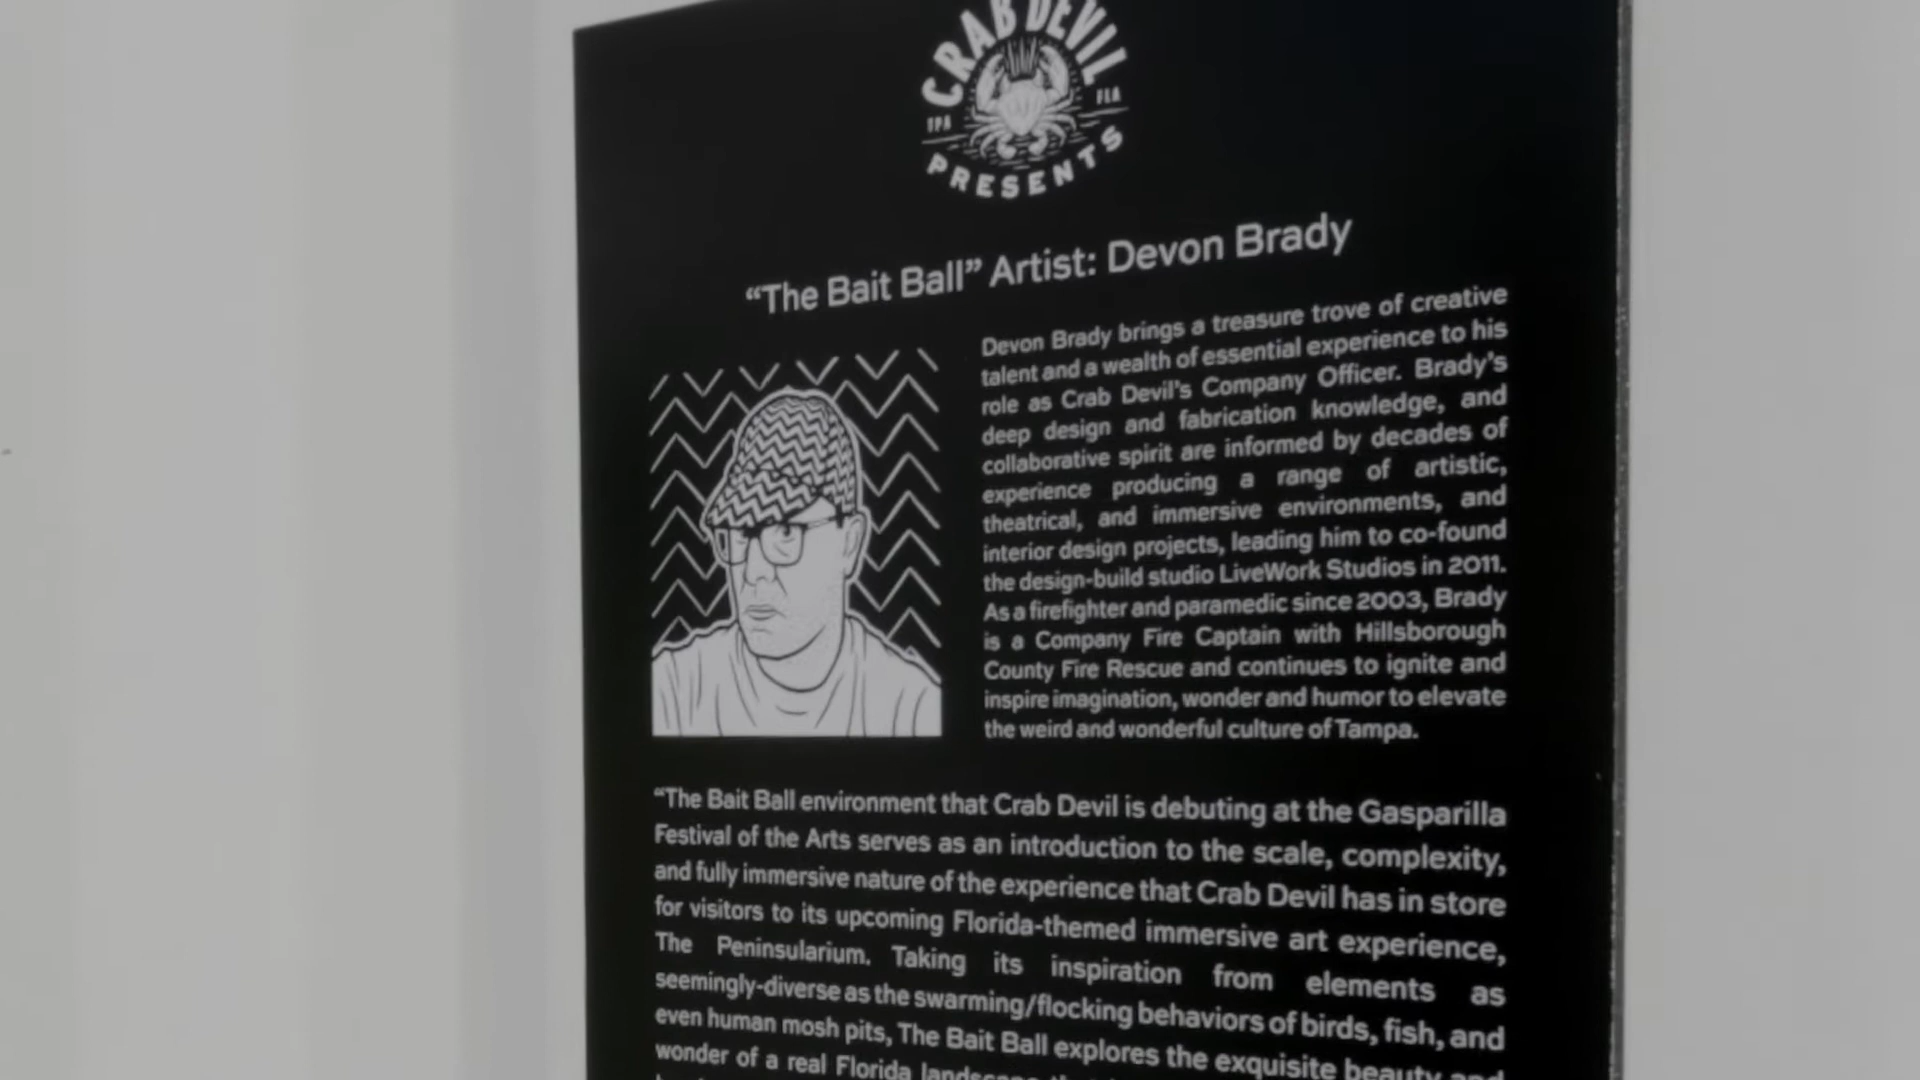 CRAB DEVIL
TPA FLA
PRESENTS
“The Bait Ball” Artist: Devon Brady
Devon Brady brings a treasure trove of creative
talent and a wealth of essential experience to his
role as Crab Devil's Company Officer. Brady's
deep design and fabrication knowledge, and
collaborative spirit are informed by decades of
experience producing a range of artistic,
theatrical, and immersive environments, and
interior design projects, leading him to co-found
the design-build studio LiveWork Studios in 2011.
As a firefighter and paramedic since 2003, Brady
is a Company Fire Captain with Hillsborough
County Fire Rescue and continues to ignite and
inspire imagination, wonder and humor to elevate
the weird and wonderful culture of Tampa.
“The Bait Ball environment that Crab Devil is debuting at the Gasparilla
Festival of the Arts serves as an introduction to the scale, complexity,
and fully immersive nature of the experience that Crab Devil has in store
for visitors to its upcoming Florida-themed immersive art experience,
The Peninsularium. Taking its inspiration from elements as
seemingly-diverse as the swarming/flocking behaviors of birds, fish, and
even human mosh pits, The Bait Ball explores the exquisite beauty and
wonder of a real Florida landscape